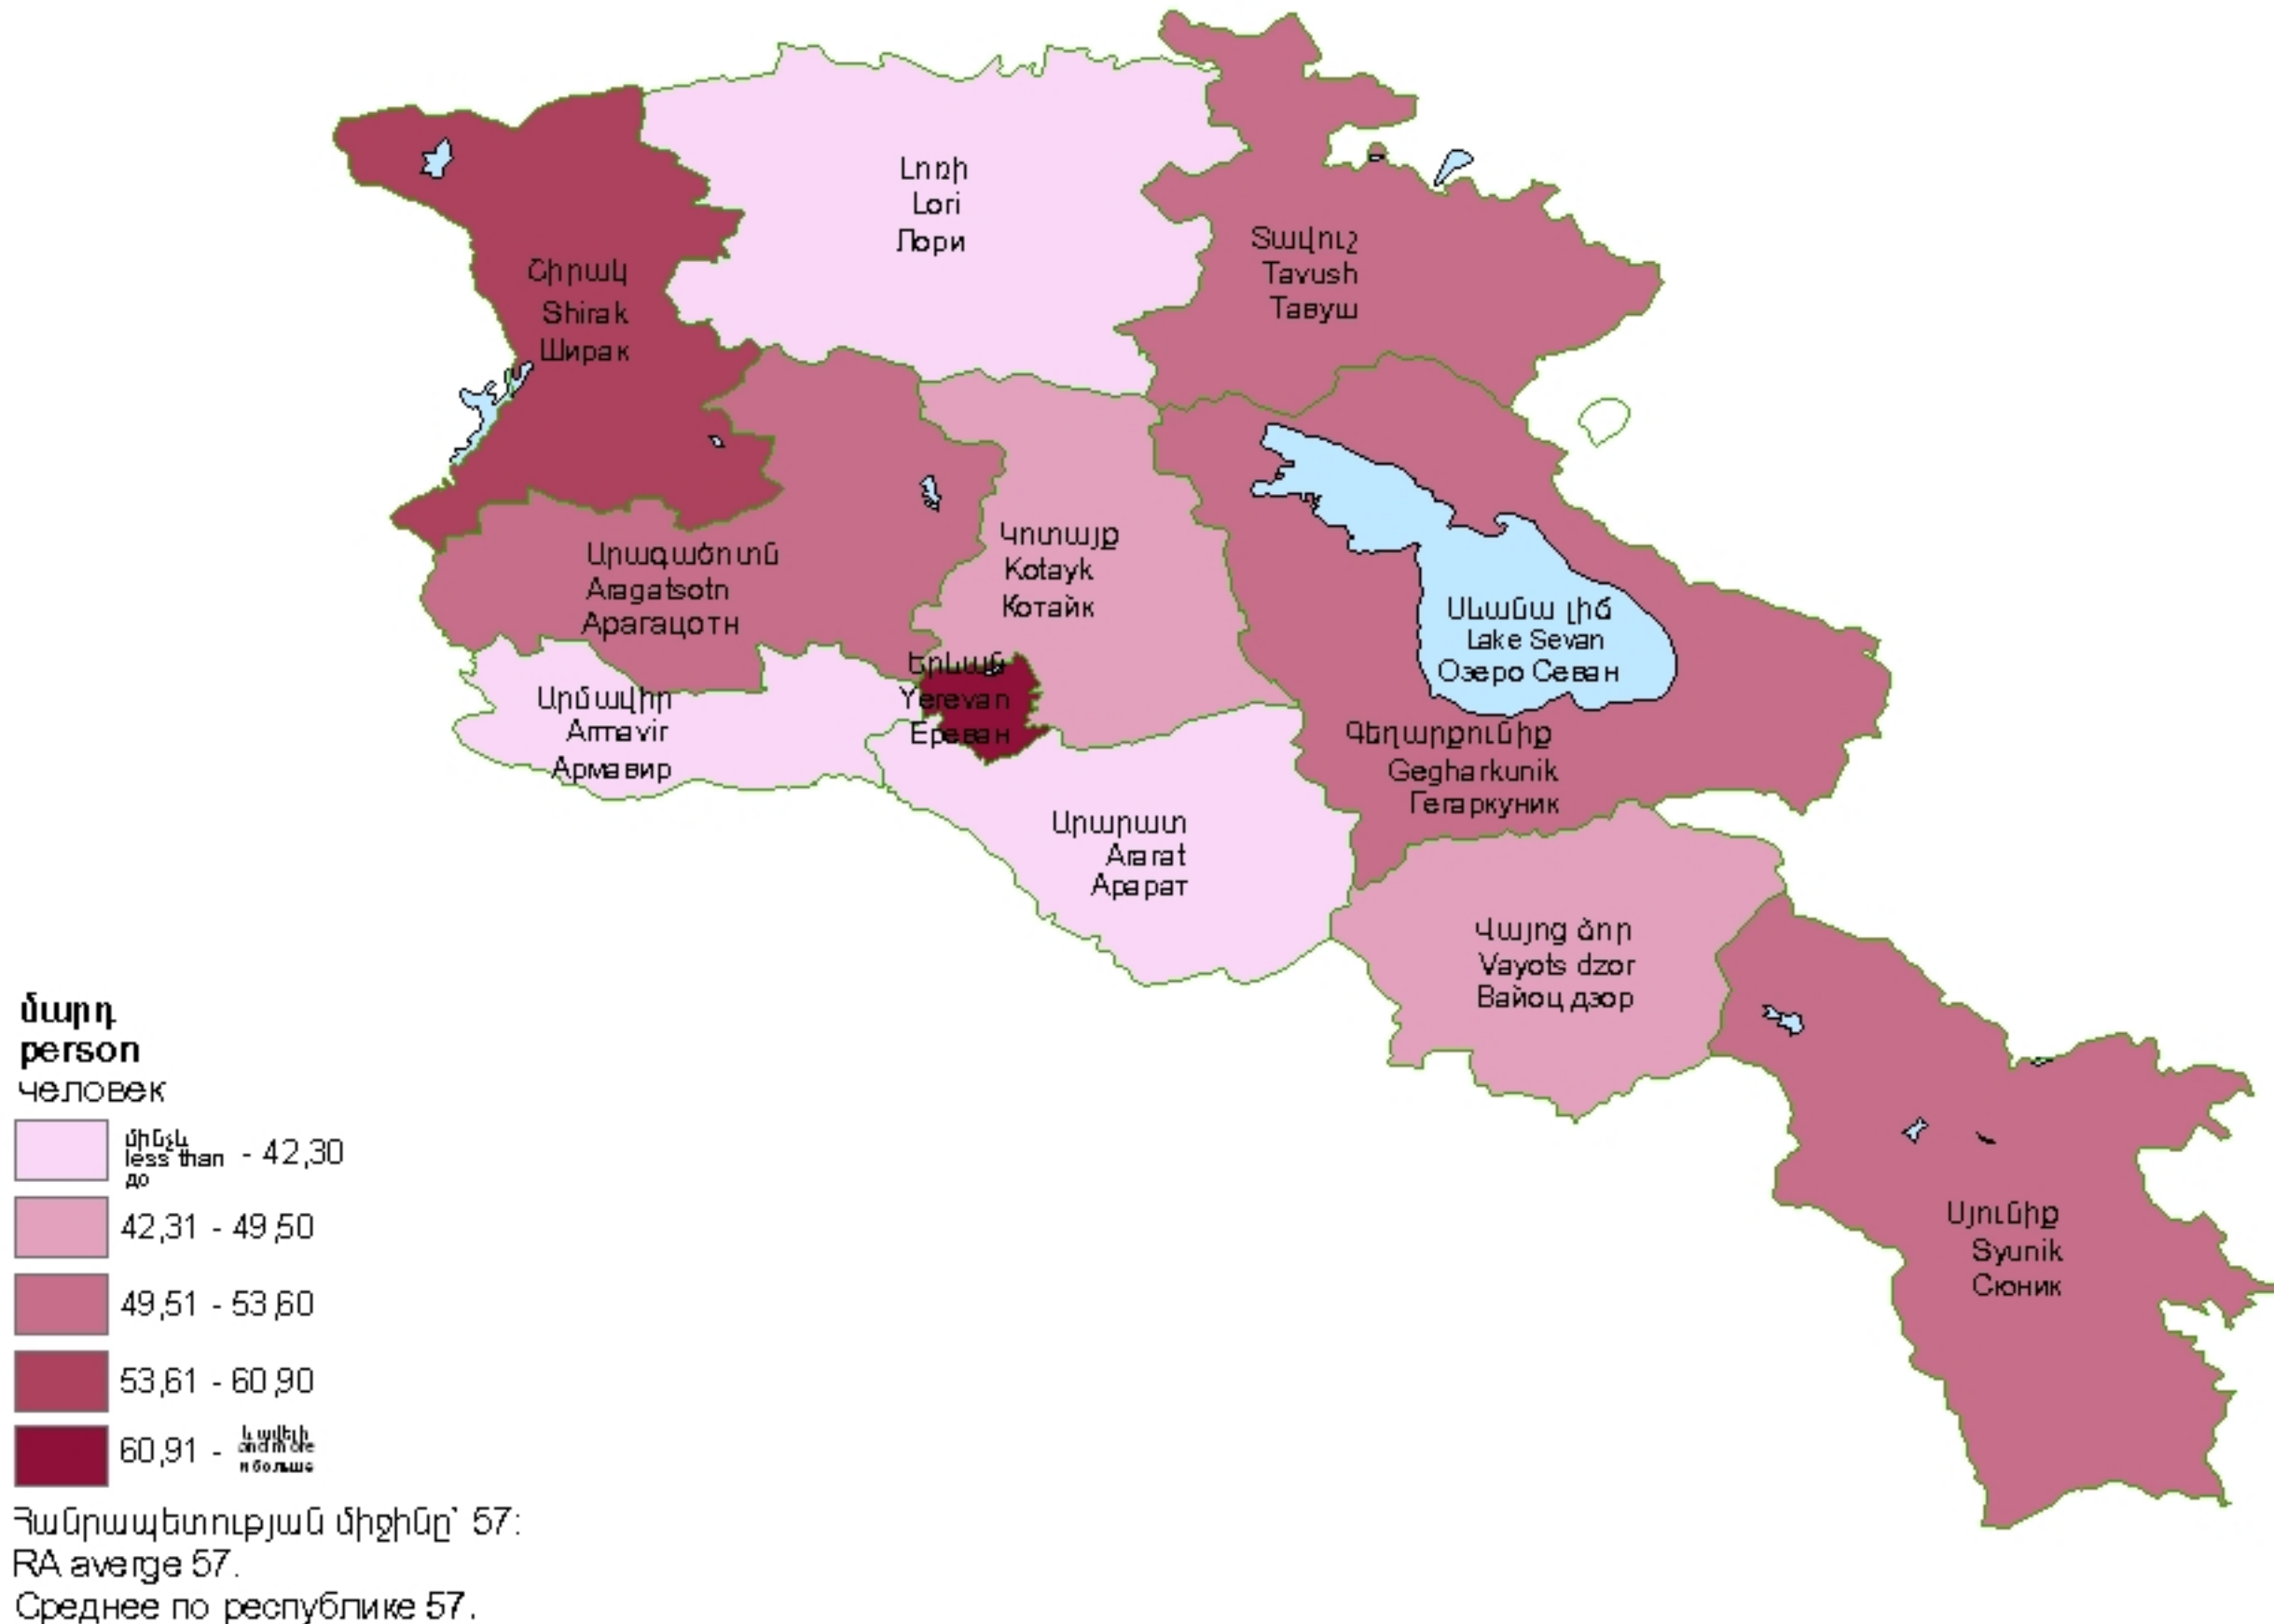 Լոռի
Lori
Лори
Տավուշ
Tavush
Тавуш
Շիրակ
Shirak
Ширак
Կոտայք
Kotayk
Котайк
Արագածոտն
Aragatsotn
Арагацотн
Սևանա լիճ
Lake Sevan
Озеро Севан
Երևան
Yerevan
Ереван
Արմավիր
Armavir
Армавир
Գեղարքունիք
Gegharkunik
Гегаркуник
Արարատ
Ararat
Арарат
Վայոց ձոր
Vayots dzor
Вайоц дзор
Սյունիք
Syunik
Сюник
մարդ
person
человек
մինչև
less than - 42,30
до
42,31 - 49,50
49,51 - 53,60
53,61 - 60,90
և ավելի
60,91 - and more
и больше
Հանրապետության միջինը՝ 57:
RA averge 57.
Среднее по республике 57.